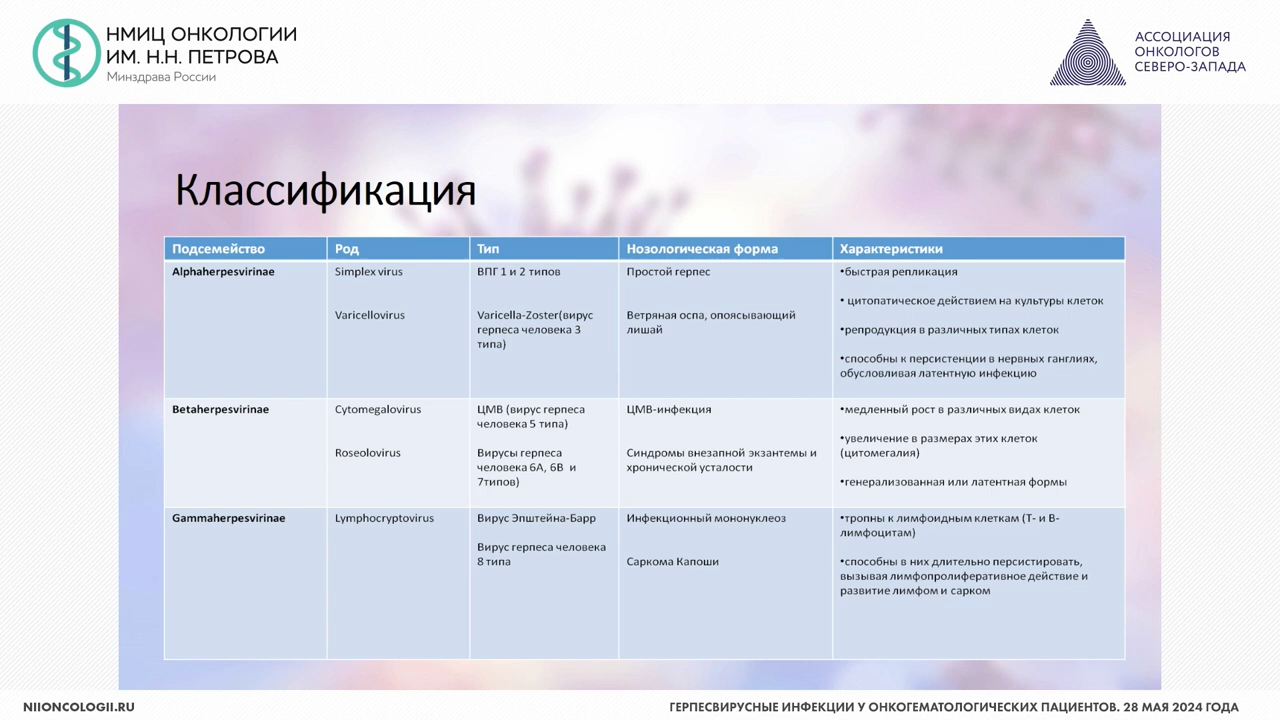 НМИЦ ОНКОЛОГИИ
ИМ. Н.Н. ПЕТРОВА
Минздрава России
АССОЦИАЦИЯ
ОНКОЛОГОВ
СЕВЕРО-ЗАПАДА
Классификация
Подсемейство Род Тип Нозологическая форма Характеристики
Alphaherpesvirinae
Simplex virus
Varicellovirus
ВПГ 1 и 2 типов
Varicella-Zoster(вирус
герпеса человека 3
типа)
Простой герпес
Ветряная оспа, опоясывающий
лишай
•быстрая репликация
• цитопатическое действием на культуры клеток
•репродукция в различных типах клеток
•способны к персистенции в нервных ганглиях,
обусловливая латентную инфекцию
Betaherpesvirinae
Cytomegalovirus
Roseolovirus
ЦМВ (вирус герпеса
человека 5 типа)
Вирусы герпеса
человека 6А, 6В и
7типов)
ЦМВ-инфекция
Синдромы внезапной экзантемы и
хронической усталости
•медленный рост в различных видах клеток
•увеличение в размерах этих клеток
(цитомегалия)
•генерализованная или латентная формы
Gammaherpesvirinae
Lymphocryptovirus
Вирус Эпштейна-Барр
Вирус герпеса человека
8 типа
Инфекционный мононуклеоз
Саркома Капоши
•тропны к лимфоидным клеткам (Т- и В-
лимфоцитам)
•способны в них длительно персистировать,
вызывая лимфопролиферативное действие и
развитие лимфом и сарком
NIIONCOLOGII.RU
ГЕРПЕСВИРУСНЫЕ ИНФЕКЦИИ У ОНКОГЕМАТОЛОГИЧЕСКИХ ПАЦИЕНТОВ. 28 МАЯ 2024 ГОДА